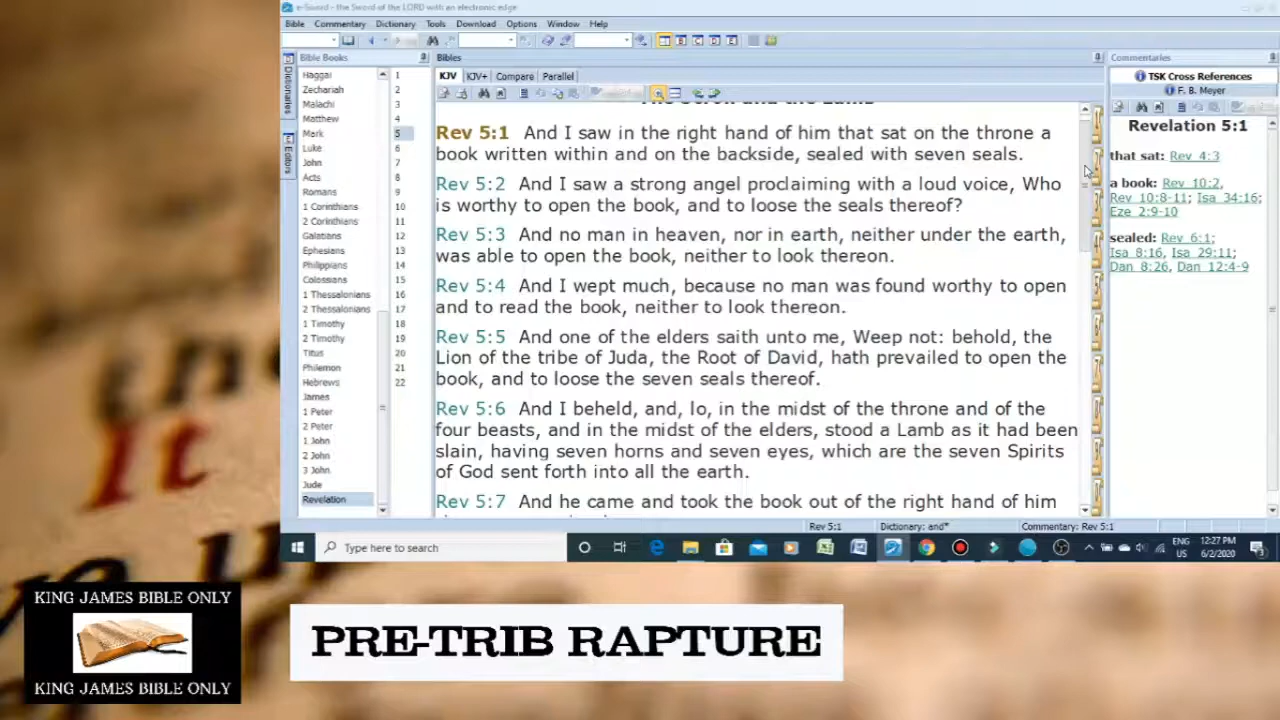 e-Sword - the Sword of the LORD with an electronic edge
Bible Commentary Dictionary Tools Download Options Window Help
Bible Books
Bibles
Commentaries
Dictionaries
Editors
Haggai
Zechariah
Malachi
Matthew
Mark
Luke
John
Acts
Romans
1 Corinthians
2 Corinthians
Galatians
Ephesians
Philippians
Colossians
1 Thessalonians
2 Thessalonians
1 Timothy
2 Timothy
Titus
Philemon
Hebrews
James
1 Peter
2 Peter
1 John
2 John
3 John
Jude
Revelation
1
2
3
4
5
6
7
8
9
10
11
12
13
14
15
16
17
18
19
20
21
22
KJV KJV+ Compare Parallel
The Scroll and the Lamb
Rev 5:1 And I saw in the right hand of him that sat on the throne a
book written within and on the backside, sealed with seven seals.
Rev 5:2 And I saw a strong angel proclaiming with a loud voice, Who
is worthy to open the book, and to loose the seals thereof?
Rev 5:3 And no man in heaven, nor in earth, neither under the earth,
was able to open the book, neither to look thereon.
Rev 5:4 And I wept much, because no man was found worthy to open
and to read the book, neither to look thereon.
Rev 5:5 And one of the elders saith unto me, Weep not: behold, the
Lion of the tribe of Juda, the Root of David, hath prevailed to open the
book, and to loose the seven seals thereof.
Rev 5:6 And I beheld, and, lo, in the midst of the throne and of the
four beasts, and in the midst of the elders, stood a Lamb as it had been
slain, having seven horns and seven eyes, which are the seven Spirits
of God sent forth into all the earth.
Rev 5:7 And he came and took the book out of the right hand of him
TSK Cross References
F. B. Meyer
Revelation 5:1
that sat: Rev 4:3
a book: Rev 10:2,
Rev 10:8-11; Isa 34:16;
Eze 2:9-10
sealed: Rev 6:1;
Isa 8:16, Isa 29:11;
Dan 8:26, Dan 12:4-9
Rev 5:1
Dictionary: and*
Commentary: Rev 5:1
Type here to search
ENG
US
12:27 PM
6/2/2020
It
KING JAMES BIBLE ONLY
KING JAMES BIBLE ONLY
PRE-TRIB RAPTURE